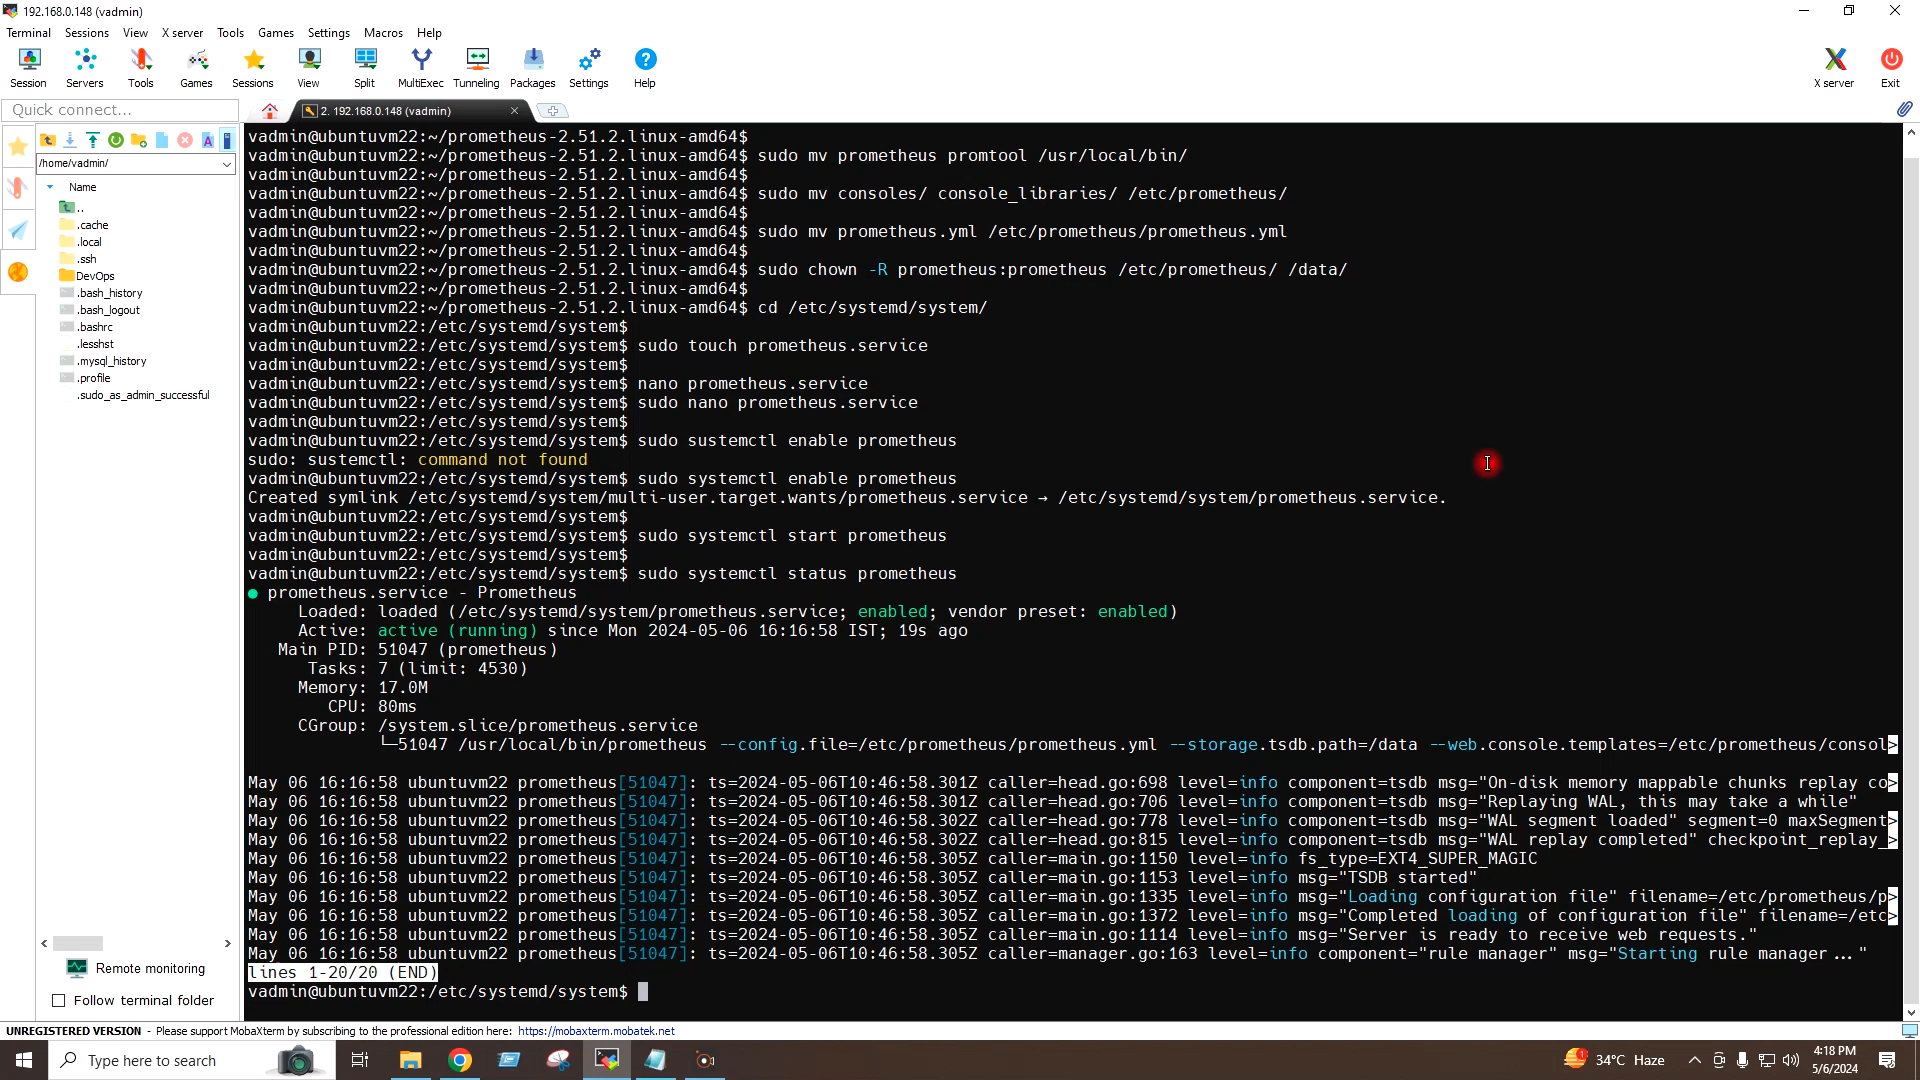 192.168.0.148 (vadmin)
Terminal Sessions View X server Tools Games Settings Macros Help
Session Servers Tools Games Sessions View Split MultiExec Tunneling Packages Settings Help X server Exit
Quick connect...
2. 192.168.0.148 (vadmin)
/home/vadmin/
Name
..
.cache
.local
.ssh
DevOps
.bash_history
.bash_logout
.bashrc
.lesshst
.mysql_history
.profile
.sudo_as_admin_successful
Remote monitoring
Follow terminal folder
vadmin@ubuntuvm22:~/prometheus-2.51.2.linux-amd64$
vadmin@ubuntuvm22:~/prometheus-2.51.2.linux-amd64$ sudo mv prometheus promtool /usr/local/bin/
vadmin@ubuntuvm22:~/prometheus-2.51.2.linux-amd64$
vadmin@ubuntuvm22:~/prometheus-2.51.2.linux-amd64$ sudo mv consoles/ console_libraries/ /etc/prometheus/
vadmin@ubuntuvm22:~/prometheus-2.51.2.linux-amd64$
vadmin@ubuntuvm22:~/prometheus-2.51.2.linux-amd64$ sudo mv prometheus.yml /etc/prometheus/prometheus.yml
vadmin@ubuntuvm22:~/prometheus-2.51.2.linux-amd64$
vadmin@ubuntuvm22:~/prometheus-2.51.2.linux-amd64$ sudo chown -R prometheus:prometheus /etc/prometheus/ /data/
vadmin@ubuntuvm22:~/prometheus-2.51.2.linux-amd64$
vadmin@ubuntuvm22:~/prometheus-2.51.2.linux-amd64$ cd /etc/systemd/system/
vadmin@ubuntuvm22:/etc/systemd/system$
vadmin@ubuntuvm22:/etc/systemd/system$ sudo touch prometheus.service
vadmin@ubuntuvm22:/etc/systemd/system$
vadmin@ubuntuvm22:/etc/systemd/system$ nano prometheus.service
vadmin@ubuntuvm22:/etc/systemd/system$ sudo nano prometheus.service
vadmin@ubuntuvm22:/etc/systemd/system$
vadmin@ubuntuvm22:/etc/systemd/system$ sudo sustemctl enable prometheus
sudo: sustemctl: command not found
vadmin@ubuntuvm22:/etc/systemd/system$ sudo systemctl enable prometheus
Created symlink /etc/systemd/system/multi-user.target.wants/prometheus.service → /etc/systemd/system/prometheus.service.
vadmin@ubuntuvm22:/etc/systemd/system$
vadmin@ubuntuvm22:/etc/systemd/system$ sudo systemctl start prometheus
vadmin@ubuntuvm22:/etc/systemd/system$
vadmin@ubuntuvm22:/etc/systemd/system$ sudo systemctl status prometheus
● prometheus.service - Prometheus
Loaded: loaded (/etc/systemd/system/prometheus.service; enabled; vendor preset: enabled)
Active: active (running) since Mon 2024-05-06 16:16:58 IST; 19s ago
Main PID: 51047 (prometheus)
Tasks: 7 (limit: 4530)
Memory: 17.0M
CPU: 80ms
CGroup: /system.slice/prometheus.service
└─51047 /usr/local/bin/prometheus --config.file=/etc/prometheus/prometheus.yml --storage.tsdb.path=/data --web.console.templates=/etc/prometheus/consol>
May 06 16:16:58 ubuntuvm22 prometheus[51047]: ts=2024-05-06T10:46:58.301Z caller=head.go:698 level=info component=tsdb msg="On-disk memory mappable chunks replay co>
May 06 16:16:58 ubuntuvm22 prometheus[51047]: ts=2024-05-06T10:46:58.301Z caller=head.go:706 level=info component=tsdb msg="Replaying WAL, this may take a while"
May 06 16:16:58 ubuntuvm22 prometheus[51047]: ts=2024-05-06T10:46:58.302Z caller=head.go:778 level=info component=tsdb msg="WAL segment loaded" segment=0 maxSegment>
May 06 16:16:58 ubuntuvm22 prometheus[51047]: ts=2024-05-06T10:46:58.302Z caller=head.go:815 level=info component=tsdb msg="WAL replay completed" checkpoint_replay_>
May 06 16:16:58 ubuntuvm22 prometheus[51047]: ts=2024-05-06T10:46:58.305Z caller=main.go:1150 level=info fs_type=EXT4_SUPER_MAGIC
May 06 16:16:58 ubuntuvm22 prometheus[51047]: ts=2024-05-06T10:46:58.305Z caller=main.go:1153 level=info msg="TSDB started"
May 06 16:16:58 ubuntuvm22 prometheus[51047]: ts=2024-05-06T10:46:58.305Z caller=main.go:1335 level=info msg="Loading configuration file" filename=/etc/prometheus/p>
May 06 16:16:58 ubuntuvm22 prometheus[51047]: ts=2024-05-06T10:46:58.305Z caller=main.go:1372 level=info msg="Completed loading of configuration file" filename=/etc>
May 06 16:16:58 ubuntuvm22 prometheus[51047]: ts=2024-05-06T10:46:58.305Z caller=main.go:1114 level=info msg="Server is ready to receive web requests."
May 06 16:16:58 ubuntuvm22 prometheus[51047]: ts=2024-05-06T10:46:58.305Z caller=manager.go:163 level=info component="rule manager" msg="Starting rule manager..."
lines 1-20/20 (END)
vadmin@ubuntuvm22:/etc/systemd/system$
UNREGISTERED VERSION - Please support MobaXterm by subscribing to the professional edition here: https://mobaxterm.mobatek.net
Type here to search
1
34°C Haze
4:18 PM
5/6/2024